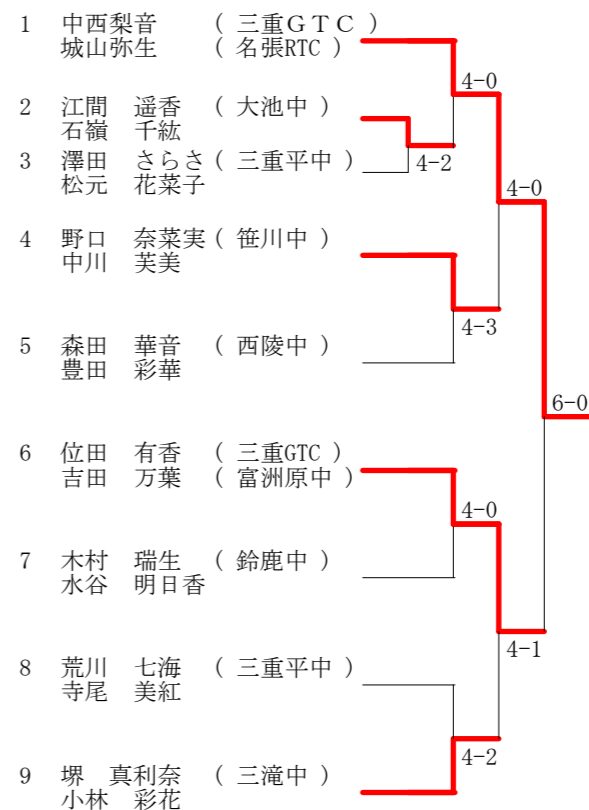 1 中西梨音 ( 三重ＧＴＣ )
城山弥生 ( 名張RTC )
4-0
2 江間 遥香 ( 大池中 )
石嶺 千紘
4-2
3 澤田 さらさ ( 三重平中 )
松元 花菜子
4-0
4 野口 奈菜実 ( 笹川中 )
中川 芙美
4-3
5 森田 華音 ( 西陵中 )
豊田 彩華
6-0
6 位田 有香 ( 三重GTC )
吉田 万葉 ( 富洲原中 )
4-0
7 木村 瑞生 ( 鈴鹿中 )
水谷 明日香
4-1
8 荒川 七海 ( 三重平中 )
寺尾 美紅
4-2
9 堺 真利奈 ( 三滝中 )
小林 彩花